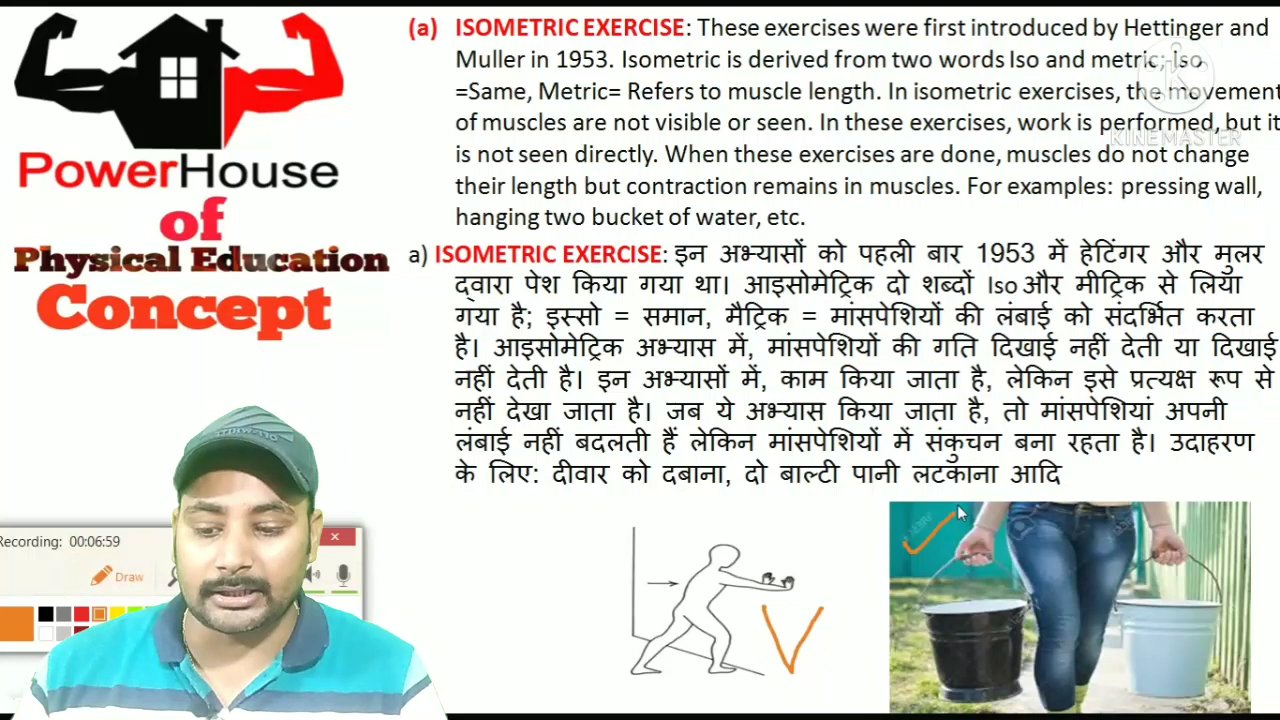 PowerHouse
of
Physical Education
Concept
(a) ISOMETRIC EXERCISE: These exercises were first introduced by Hettinger and
Muller in 1953. Isometric is derived from two words Iso and metric; Iso
=Same, Metric= Refers to muscle length. In isometric exercises, the movement
of muscles are not visible or seen. In these exercises, work is performed, but it
is not seen directly. When these exercises are done, muscles do not change
their length but contraction remains in muscles. For examples: pressing wall,
hanging two bucket of water, etc.
KINEMASTER
a) ISOMETRIC EXERCISE: इन अभ्यासों को पहली बार 1953 में हेटिंगर और मुलर
द्वारा पेश किया गया था। आइसोमेट्रिक दो शब्दों Iso और मीट्रिक से लिया
गया है; इस्सो = समान, मैट्रिक = मांसपेशियों की लंबाई को संदर्भित करता
है। आइसोमेट्रिक अभ्यास में, मांसपेशियों की गति दिखाई नहीं देती या दिखाई
नहीं देती है। इन अभ्यासों में, काम किया जाता है, लेकिन इसे प्रत्यक्ष रूप से
नहीं देखा जाता है। जब ये अभ्यास किया जाता है, तो मांसपेशियां अपनी
लंबाई नहीं बदलती हैं लेकिन मांसपेशियों में संकुचन बना रहता है। उदाहरण
के लिए: दीवार को दबाना, दो बाल्टी पानी लटकाना आदि
Recording: 00:06:59
Draw